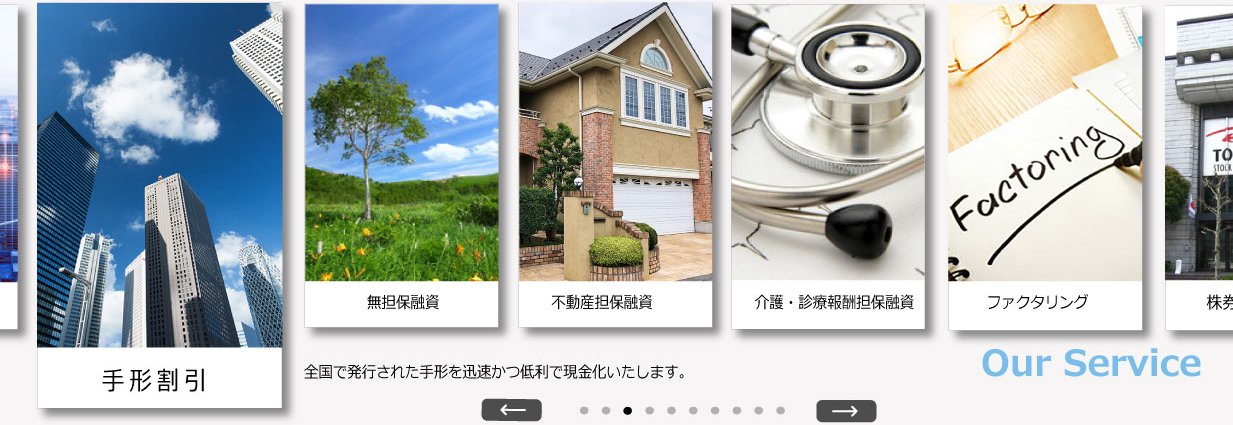 Factoring
TO
STOCK
手形割引
無担保融資
不動産担保融資
介護・診療報酬担保融資
ファクタリング
株券
全国で発行された手形を迅速かつ低利で現金化いたします。
Our Service